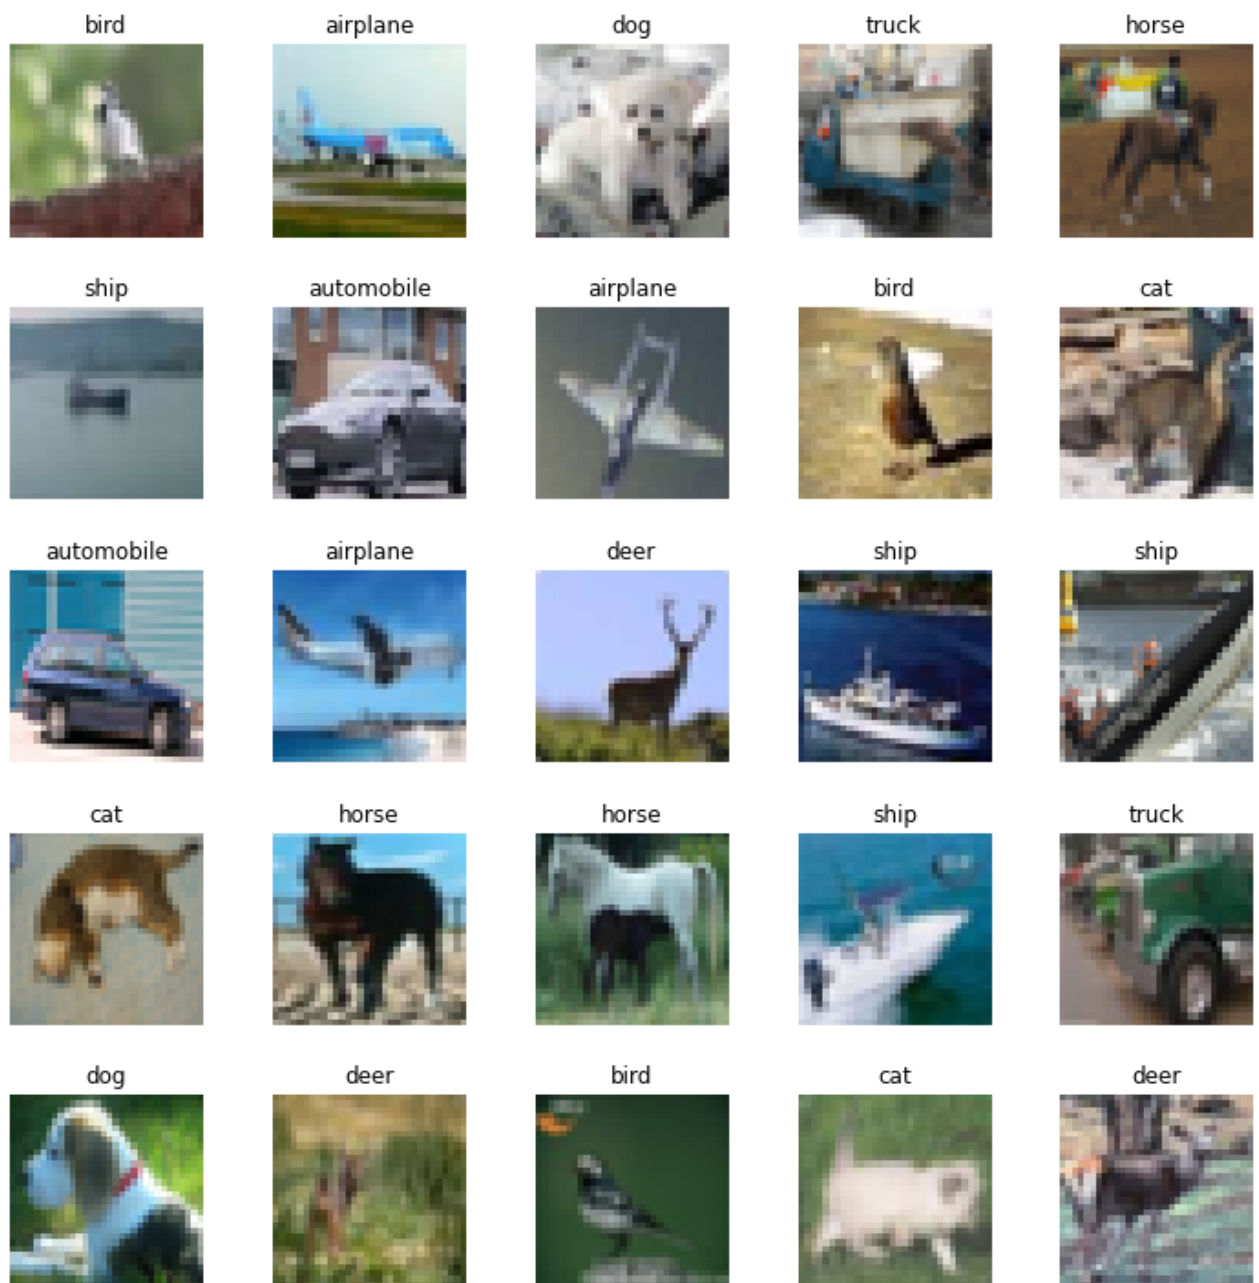 bird airplane dog truck horse
ship automobile airplane bird cat
automobile airplane deer ship ship
cat horse horse ship truck
dog deer bird cat deer